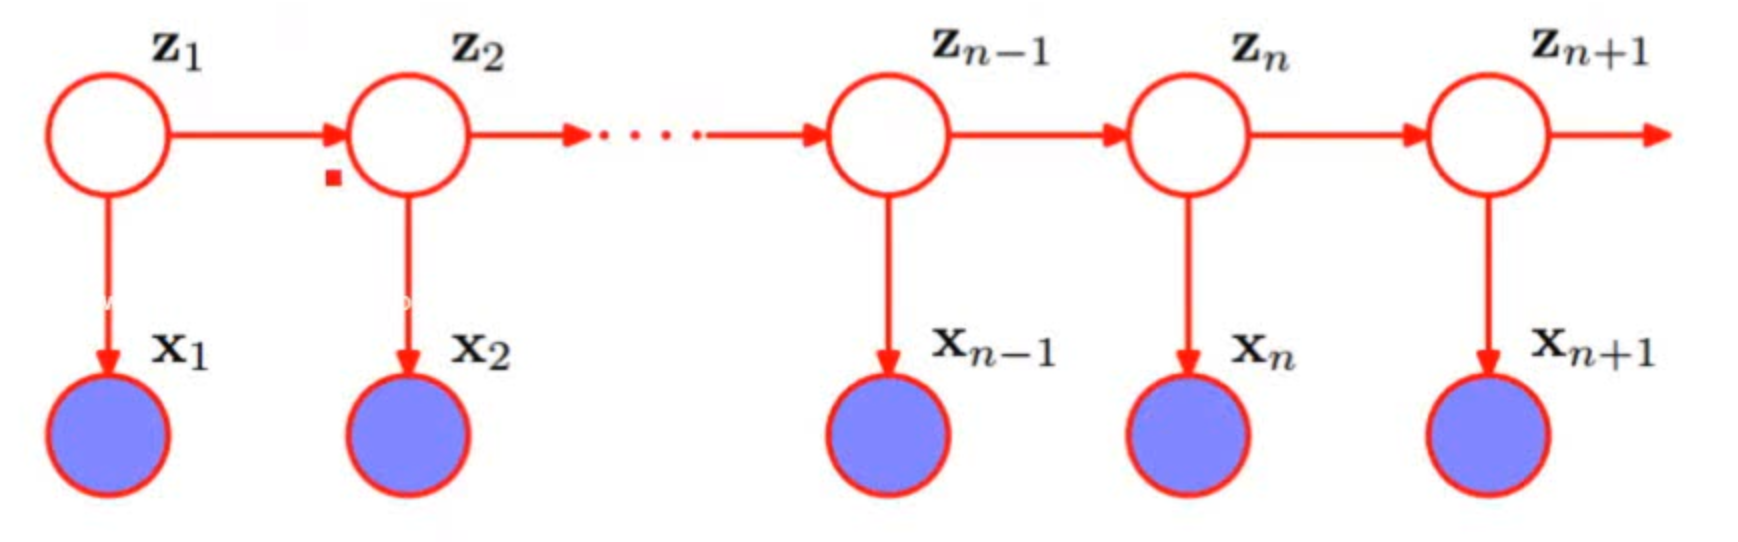 z₁ z₂ zₙ₋₁ zₙ zₙ₊₁
x₁ x₂ xₙ₋₁ xₙ xₙ₊₁